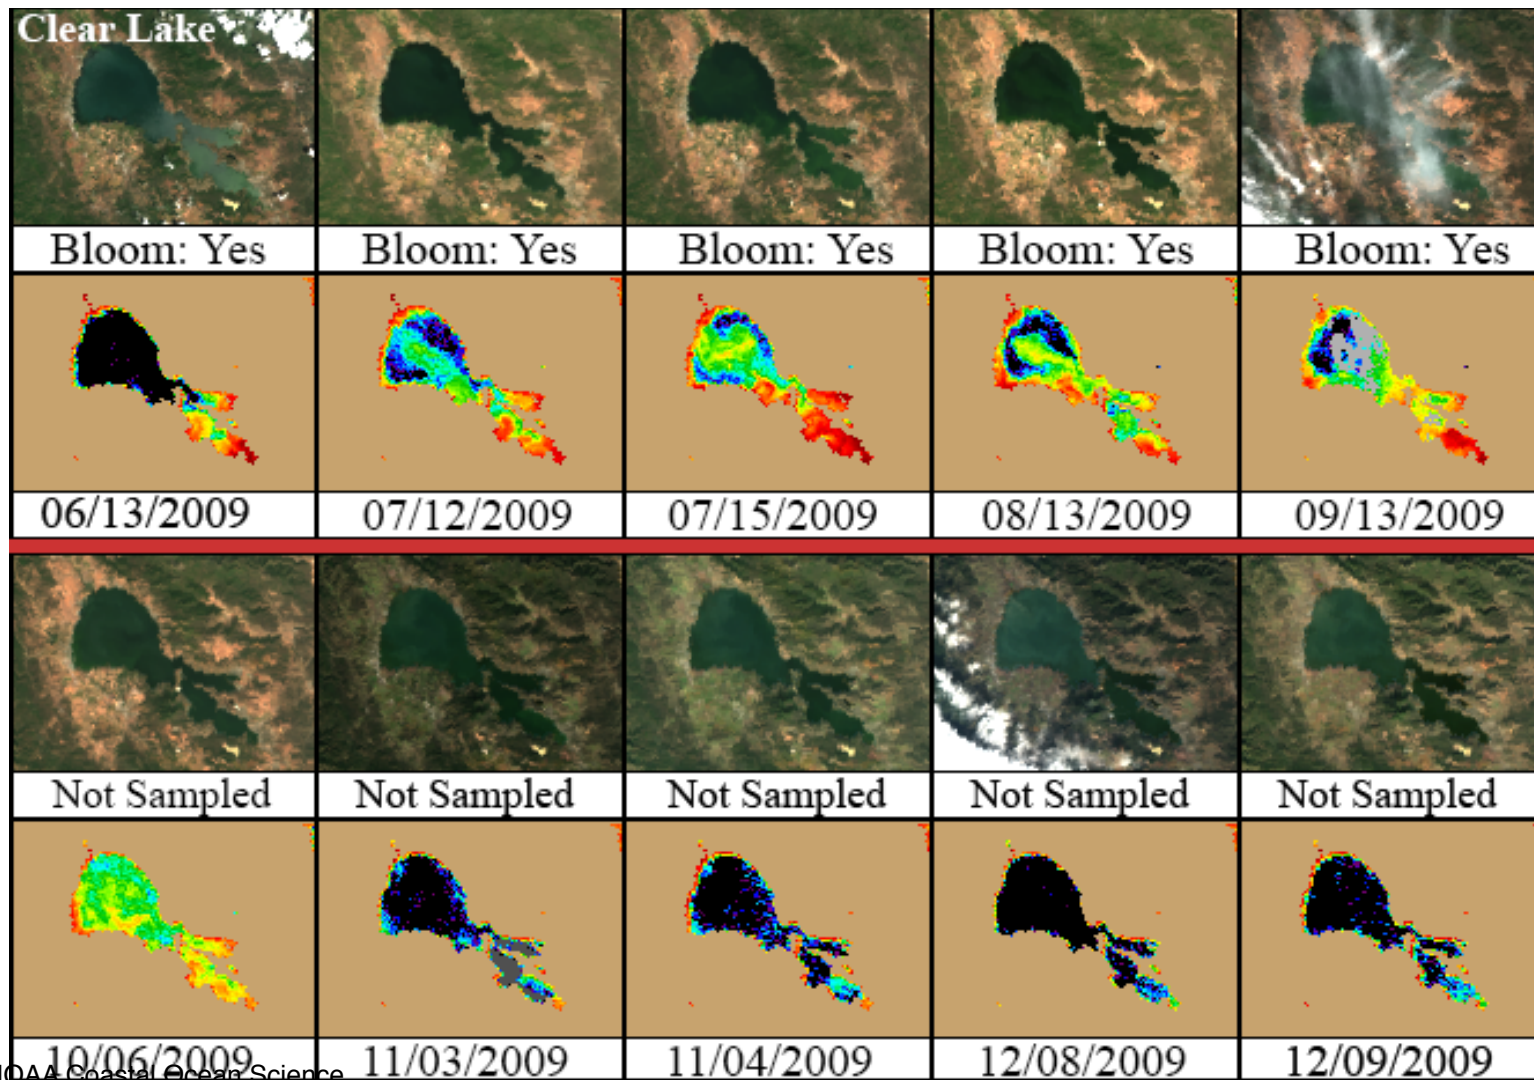 Clear Lake
Bloom: Yes
Bloom: Yes
Bloom: Yes
Bloom: Yes
Bloom: Yes
06/13/2009
07/12/2009
07/15/2009
08/13/2009
09/13/2009
Not Sampled
Not Sampled
Not Sampled
Not Sampled
Not Sampled
10/06/2009
11/03/2009
11/04/2009
12/08/2009
12/09/2009
NOAA Coastal Ocean Science